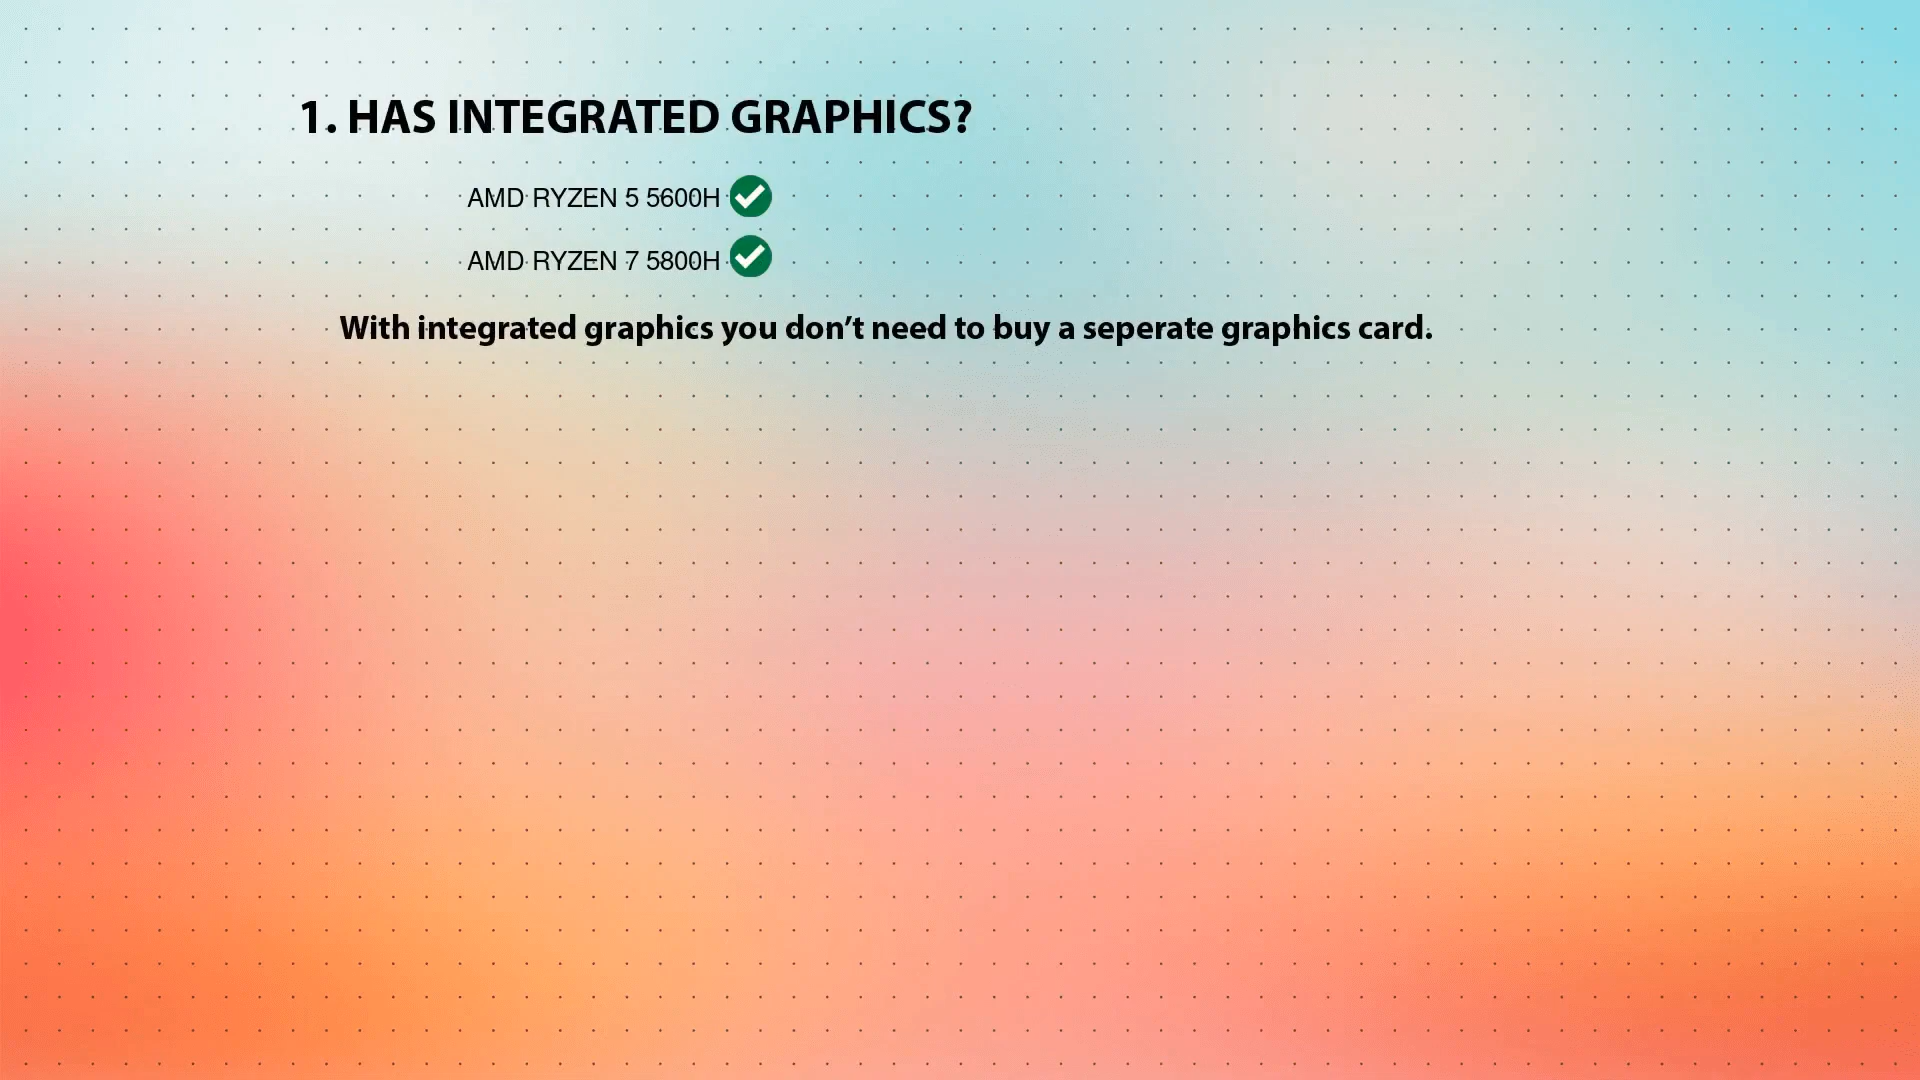 1. HAS INTEGRATED GRAPHICS?
AMD RYZEN 5 5600H
AMD RYZEN 7 5800H
With integrated graphics you don’t need to buy a seperate graphics card.